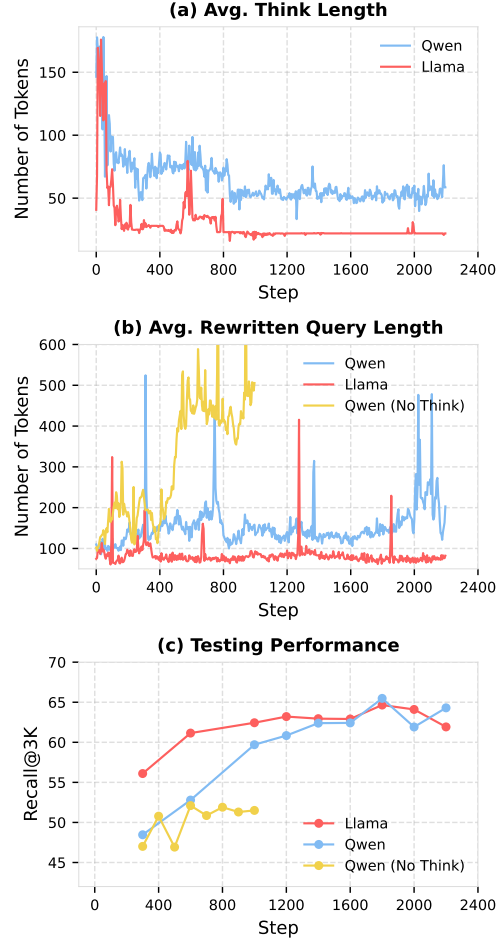 (a) Avg. Think Length
Number of Tokens
150
100
50
Qwen
Llama
0 400 800 1200 1600 2000 2400
Step
(b) Avg. Rewritten Query Length
Number of Tokens
600
500
400
300
200
100
Qwen
Llama
Qwen (No Think)
0 400 800 1200 1600 2000 2400
Step
(c) Testing Performance
Recall@3K
70
65
60
55
50
45
Llama
Qwen
Qwen (No Think)
0 400 800 1200 1600 2000 2400
Step